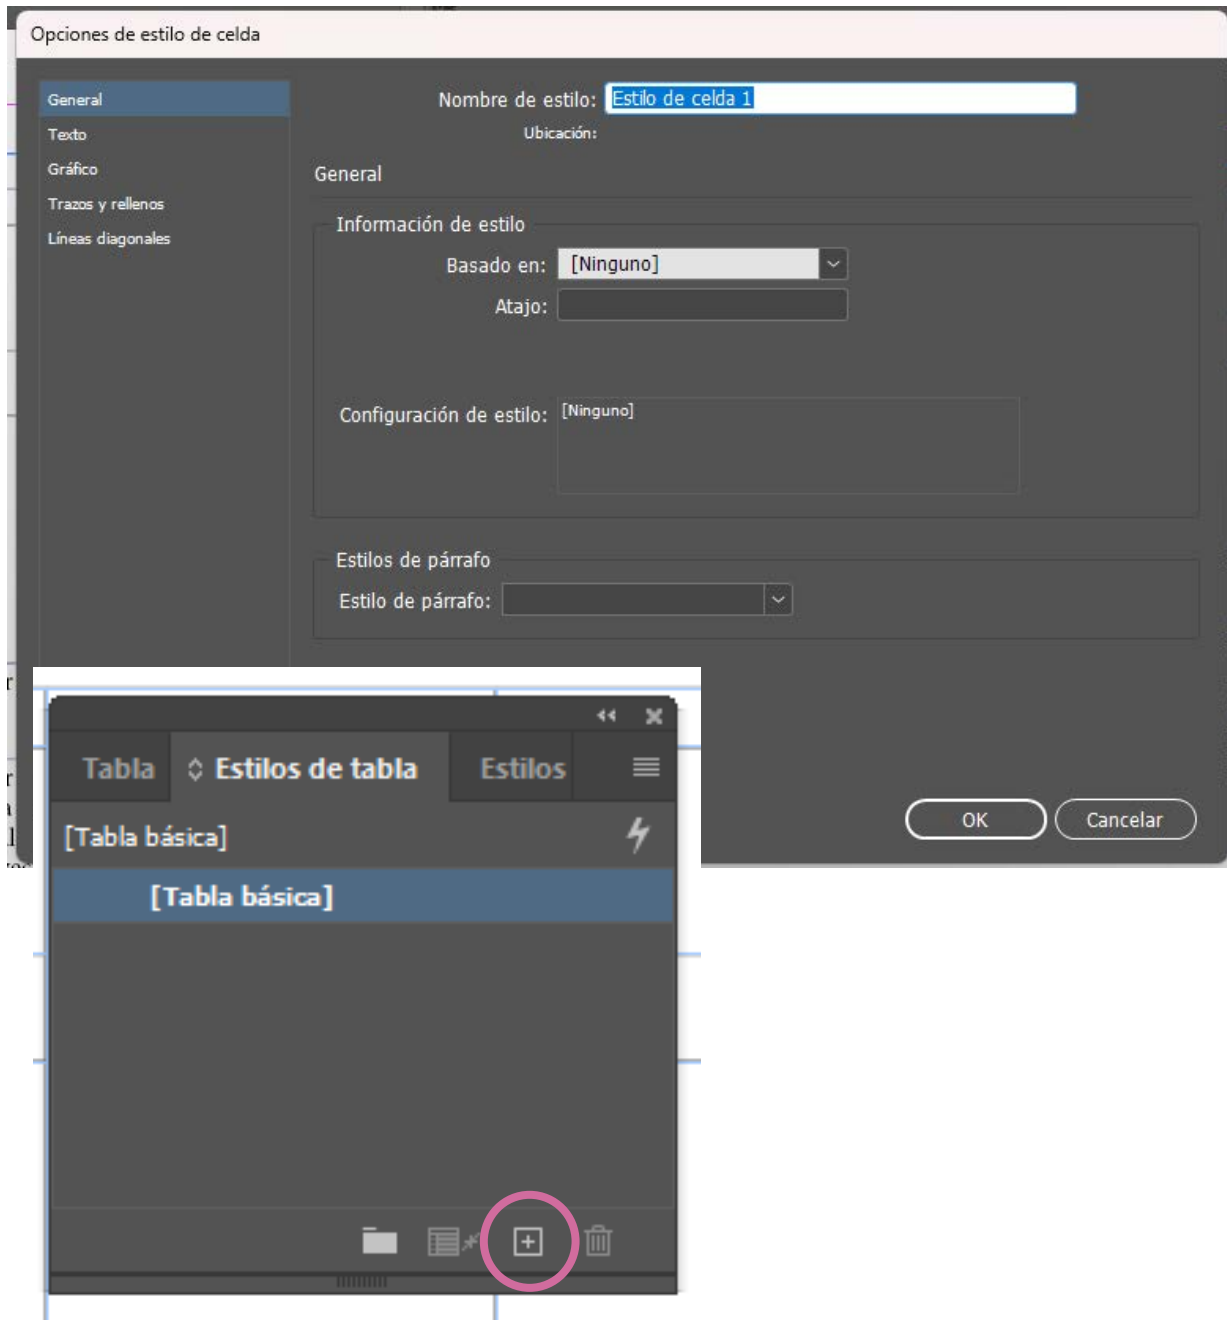 Opciones de estilo de celda
General
Texto
Gráfico
Trazos y rellenos
Líneas diagonales
Nombre de estilo: Estilo de celda 1
Ubicación:
General
Información de estilo
Basado en: [Ninguno]
Atajo:
Configuración de estilo: [Ninguno]
Estilos de párrafo
Estilo de párrafo:
OK Cancelar
Tabla Estilos de tabla Estilos
[Tabla básica]
[Tabla básica]